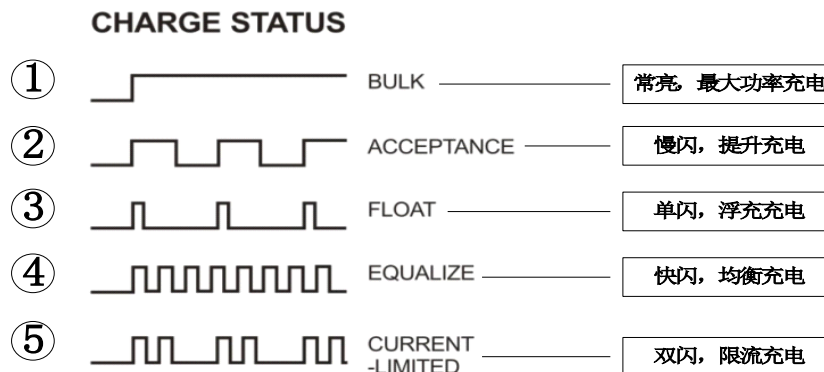 CHARGE STATUS
① BULK 常亮，最大功率充电
② ACCEPTANCE 慢闪，提升充电
③ FLOAT 单闪，浮充充电
④ EQUALIZE 快闪，均衡充电
⑤ CURRENT
-LIMITED 双闪，限流充电